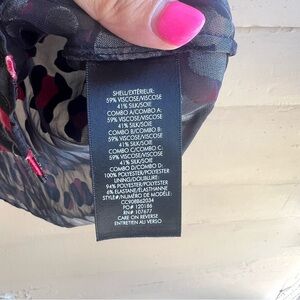 SHELL/EXTÉRIEUR:
59% VISCOSE/VISCOSE
41% SILK/SOIE
COMBO A/COMBO A:
59% VISCOSE/VISCOSE
41% SILK/SOIE
COMBO B/COMBO B:
59% VISCOSE/VISCOSE
41% SILK/SOIE
COMBO C/COMBO C:
59% VISCOSE/VISCOSE
41% SILK/SOIE
COMBO D/COMBO D:
100% POLYESTER/POLYESTER
LINING/DOUBLURE:
94% POLYESTER/POLYESTER
6% ELASTANE/ÉLASTHANNE
STYLE#/NUMÉRO DE MODÈLE:
CC908B62034
PO# 120186
RN# 107677
CARE ON REVERSE
ENTRETIEN AU VERSO